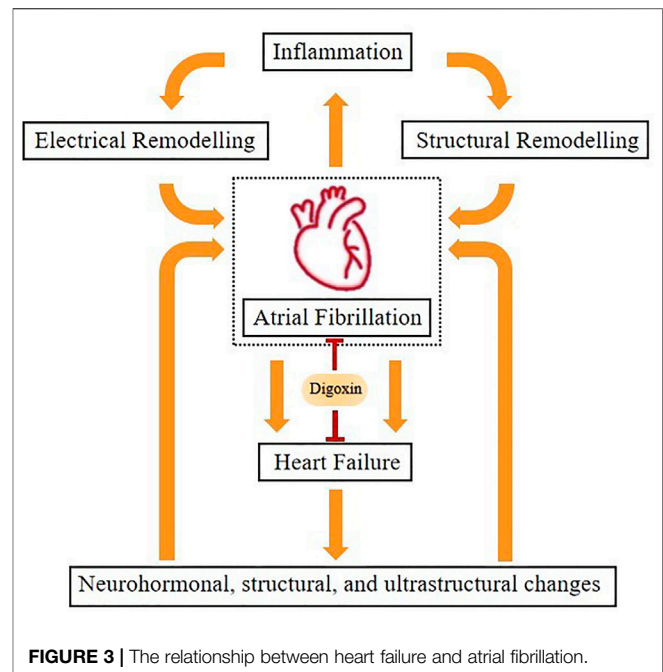 Inflammation
Electrical Remodelling
Structural Remodelling
Atrial Fibrillation
Digoxin
Heart Failure
Neurohormonal, structural, and ultrastructural changes
FIGURE 3 | The relationship between heart failure and atrial fibrillation.